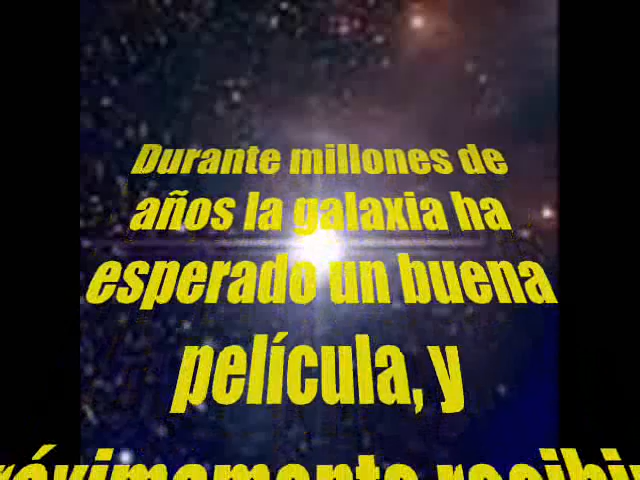 Durante millones de
años la galaxia ha
esperado un buena
película, y